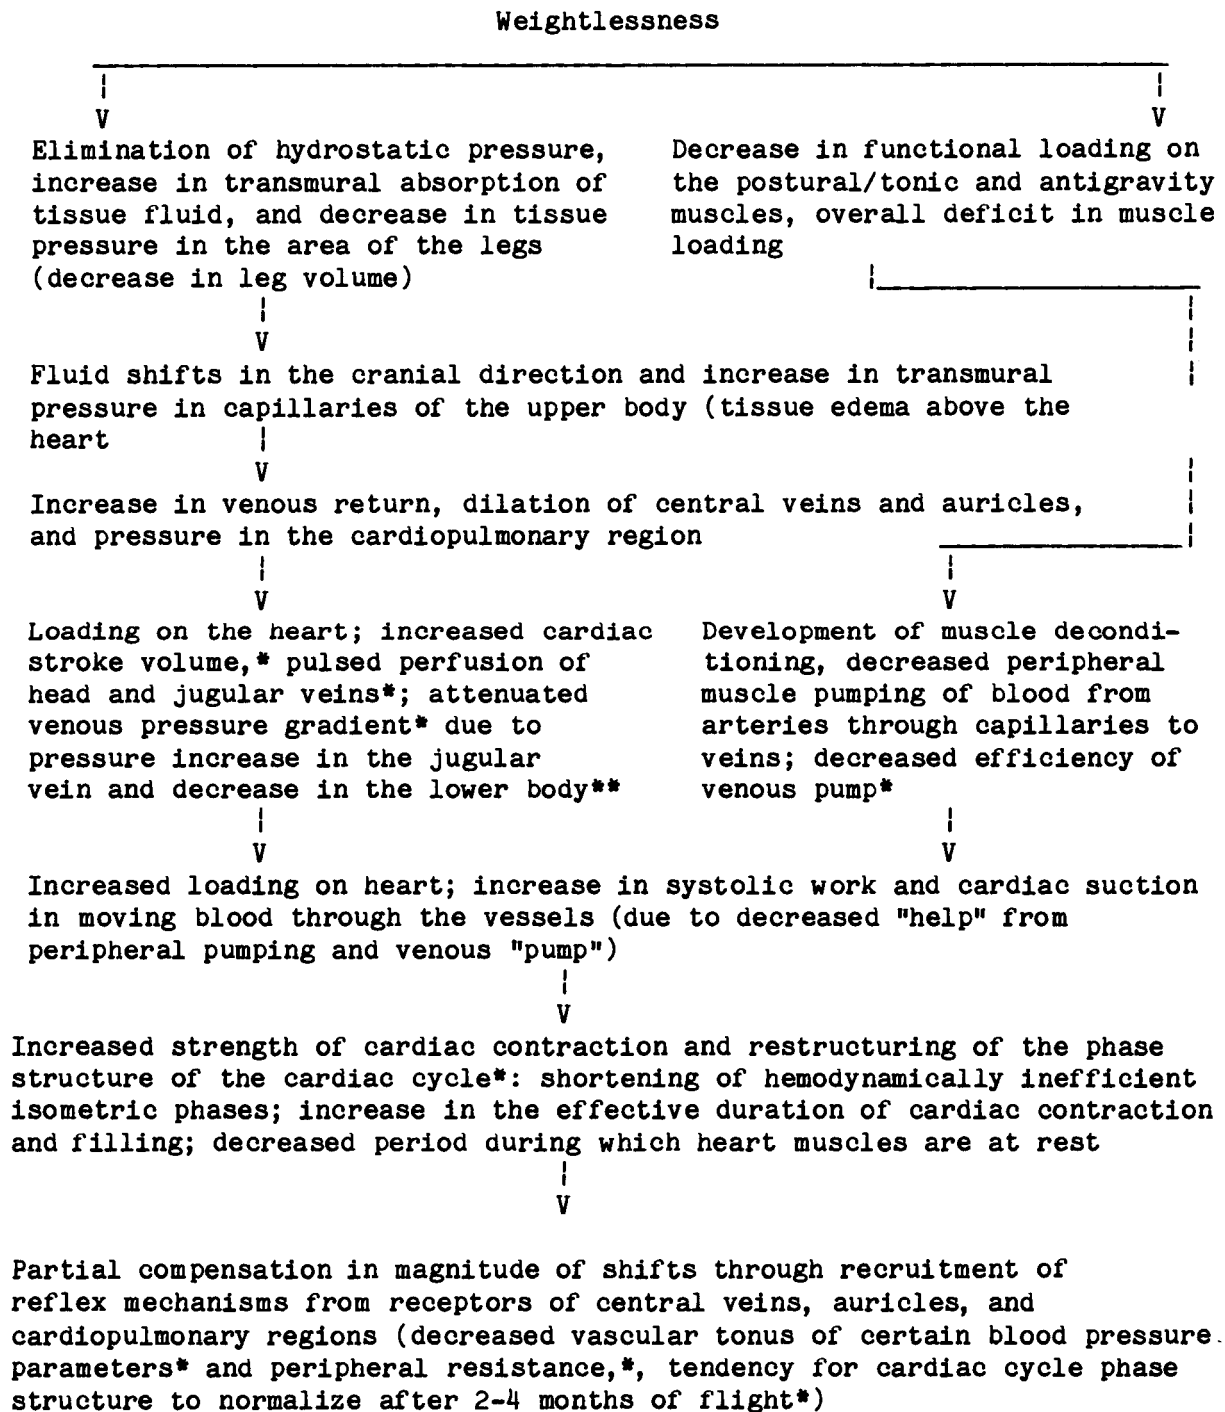 Weightlessness
V
V
Elimination of hydrostatic pressure,
increase in transmural absorption of
tissue fluid, and decrease in tissue
pressure in the area of the legs
(decrease in leg volume)
Decrease in functional loading on
the postural/tonic and antigravity
muscles, overall deficit in muscle
loading
V
Fluid shifts in the cranial direction and increase in transmural
pressure in capillaries of the upper body (tissue edema above the
heart
V
Increase in venous return, dilation of central veins and auricles,
and pressure in the cardiopulmonary region
V
V
Loading on the heart; increased cardiac
stroke volume,* pulsed perfusion of
head and jugular veins*; attenuated
venous pressure gradient* due to
pressure increase in the jugular
vein and decrease in the lower body**
Development of muscle decondi-
tioning, decreased peripheral
muscle pumping of blood from
arteries through capillaries to
veins; decreased efficiency of
venous pump*
V
V
Increased loading on heart; increase in systolic work and cardiac suction
in moving blood through the vessels (due to decreased "help" from
peripheral pumping and venous "pump")
V
Increased strength of cardiac contraction and restructuring of the phase
structure of the cardiac cycle*: shortening of hemodynamically inefficient
isometric phases; increase in the effective duration of cardiac contraction
and filling; decreased period during which heart muscles are at rest
V
Partial compensation in magnitude of shifts through recruitment of
reflex mechanisms from receptors of central veins, auricles, and
cardiopulmonary regions (decreased vascular tonus of certain blood pressure
parameters* and peripheral resistance,*, tendency for cardiac cycle phase
structure to normalize after 2-4 months of flight*)